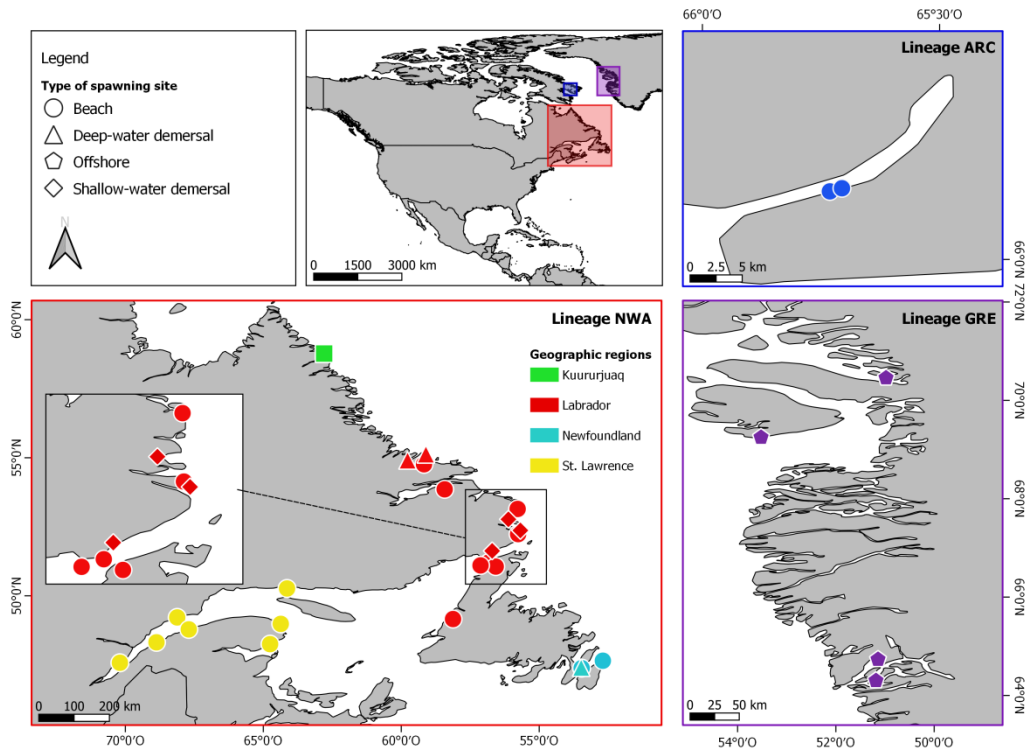 Legend
Type of spawning site
Beach
Deep-water demersal
Offshore
Shallow-water demersal
N
0 1500 3000 km
66°0'O 65°30'O
Lineage ARC
66°0'N
0 2.5 5 km
60°0'N
55°0'N
50°0'N
Lineage NWA
Geographic regions
Kuururjuaq
Labrador
Newfoundland
St. Lawrence
0 100 200 km
70°0'O 65°0'O 60°0'O 55°0'O
Lineage GRE
72°0'N
70°0'N
68°0'N
66°0'N
64°0'N
0 25 50 km
54°0'O 52°0'O 50°0'O